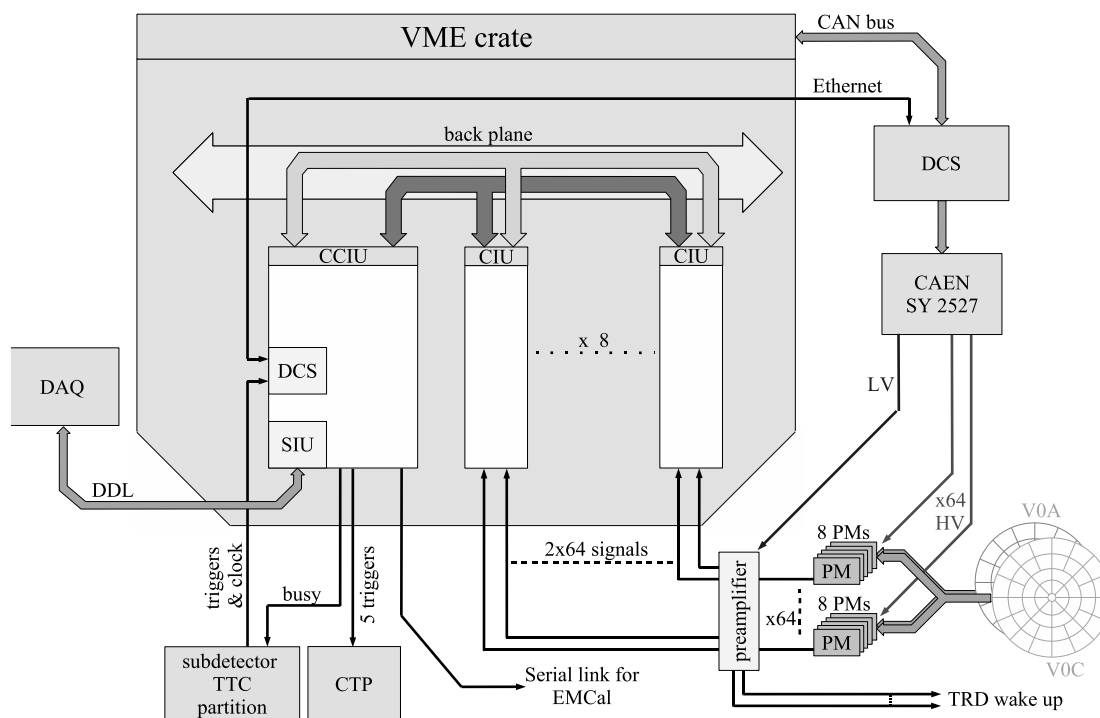 VME crate
CAN bus
Ethernet
back plane
DCS
CCIU
CIU
CIU
CAEN
SY 2527
x 8
DCS
DAQ
LV
SIU
DDL
x64
HV
V0A
triggers
& clock
busy
5 triggers
2x64 signals
8 PMs
PM
preamplifier
x64
8 PMs
PM
V0C
subdetector
TTC
partition
CTP
Serial link for
EMCal
TRD wake up